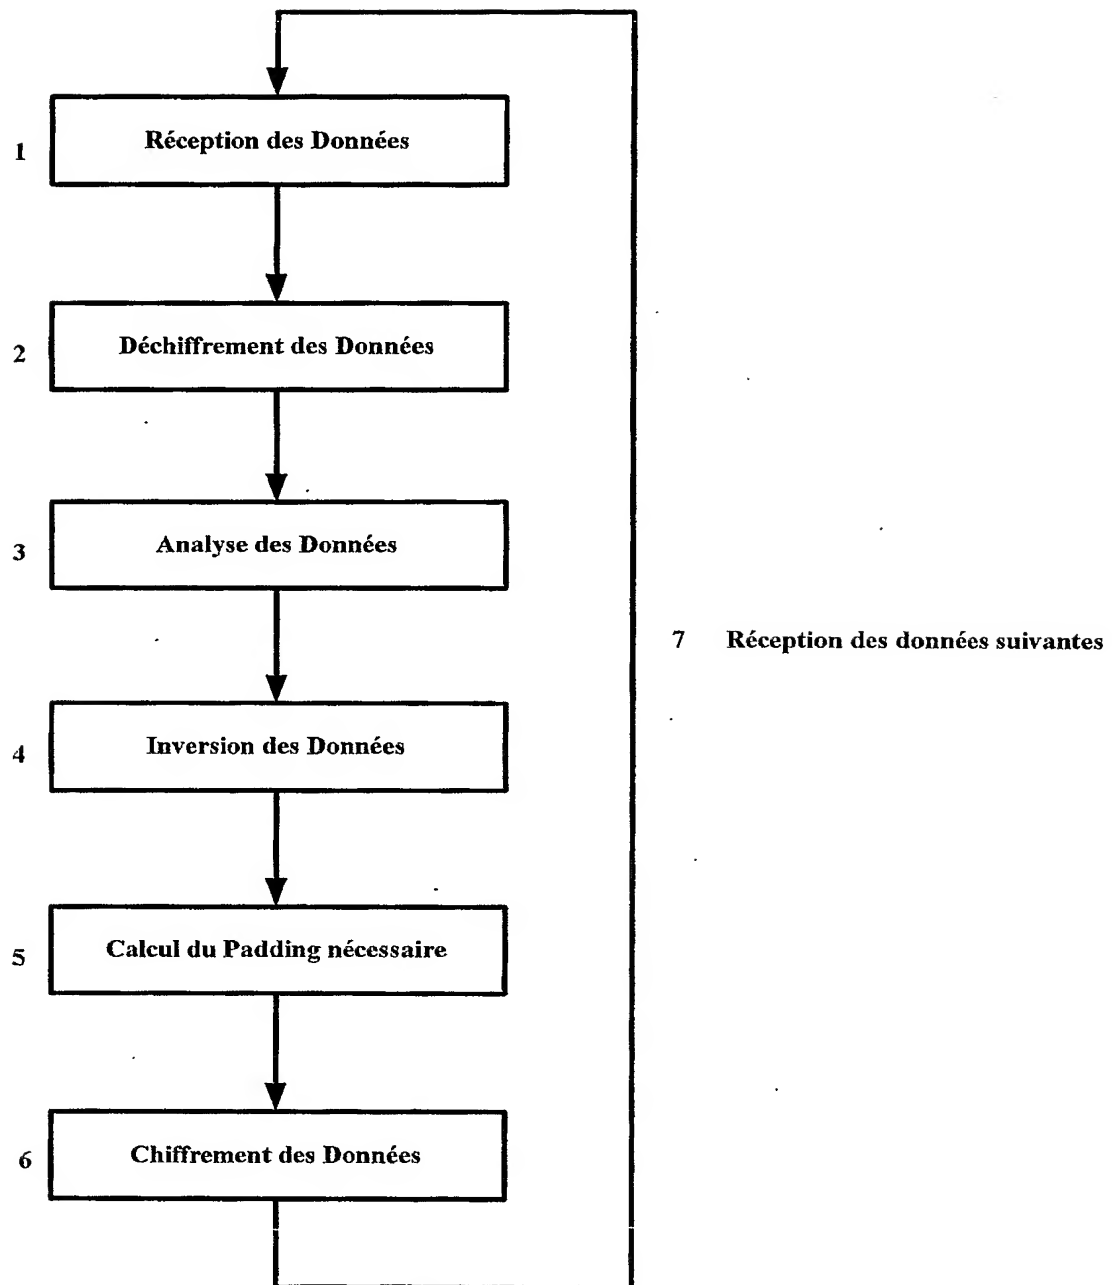 1 Réception des Données
2 Déchiffrement des Données
3 Analyse des Données
7 Réception des données suivantes
4 Inversion des Données
5 Calcul du Padding nécessaire
6 Chiffrement des Données